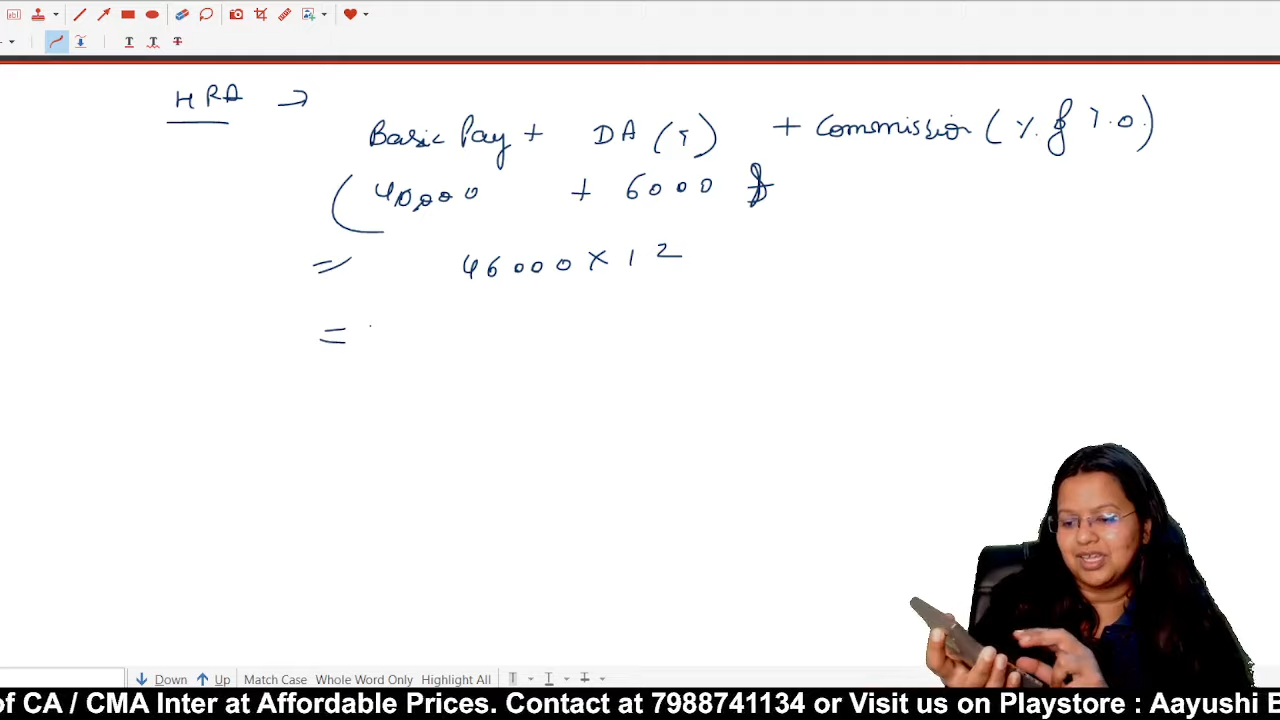 HRA →
Basic Pay + DA (T) + Commission (% of T.O.)
(40,000 + 6000
= 46000 × 12
=
Down Up Match Case Whole Word Only Highlight All
of CA / CMA Inter at Affordable Prices. Contact at 7988741134 or Visit us on Playstore : Aayushi B